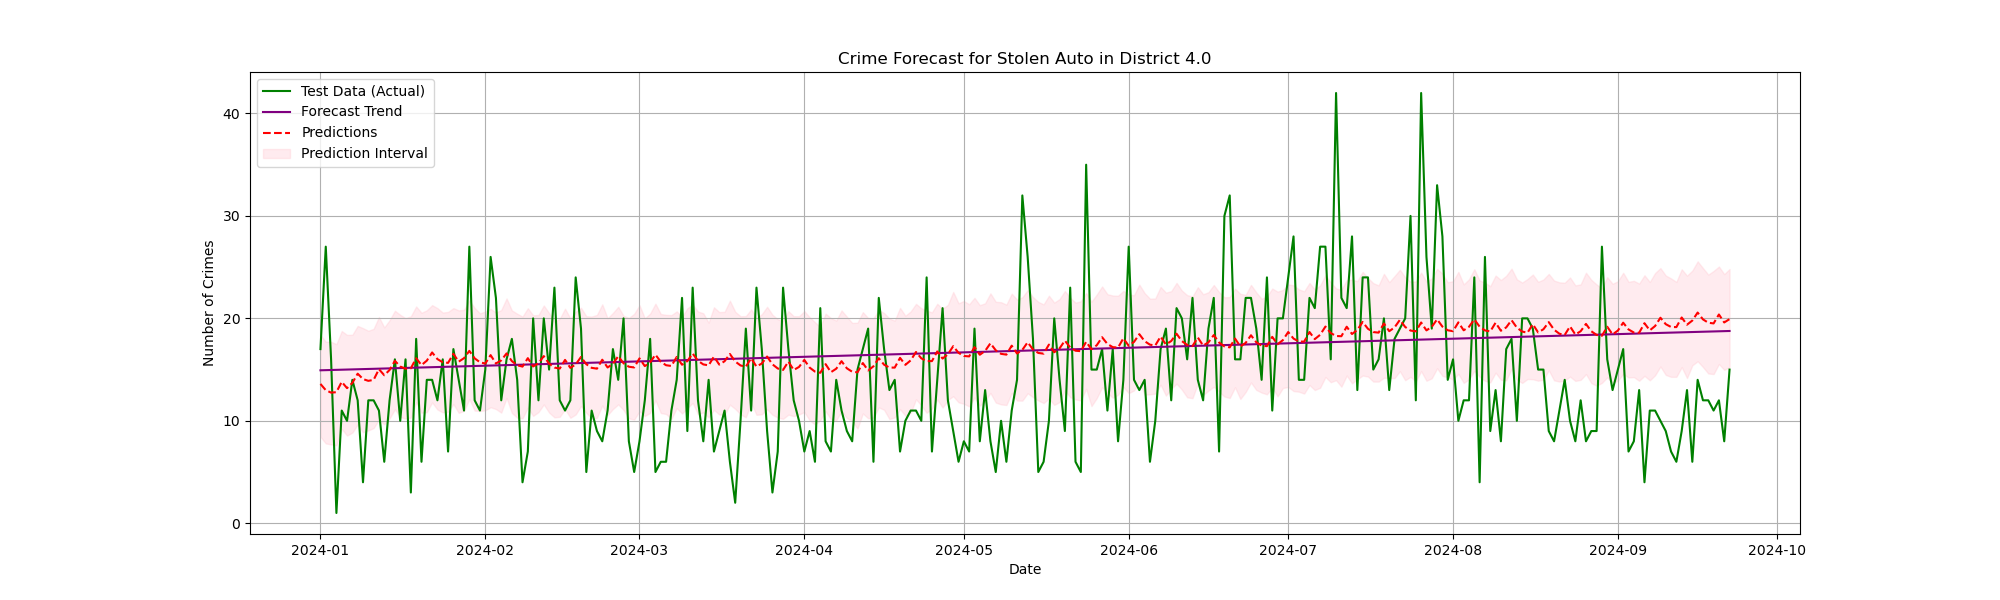 Crime Forecast for Stolen Auto in District 4.0
Test Data (Actual)
Forecast Trend
Predictions
Prediction Interval
Number of Crimes
40
30
20
10
0
2024-01 2024-02 2024-03 2024-04 2024-05 2024-06 2024-07 2024-08 2024-09 2024-10
Date